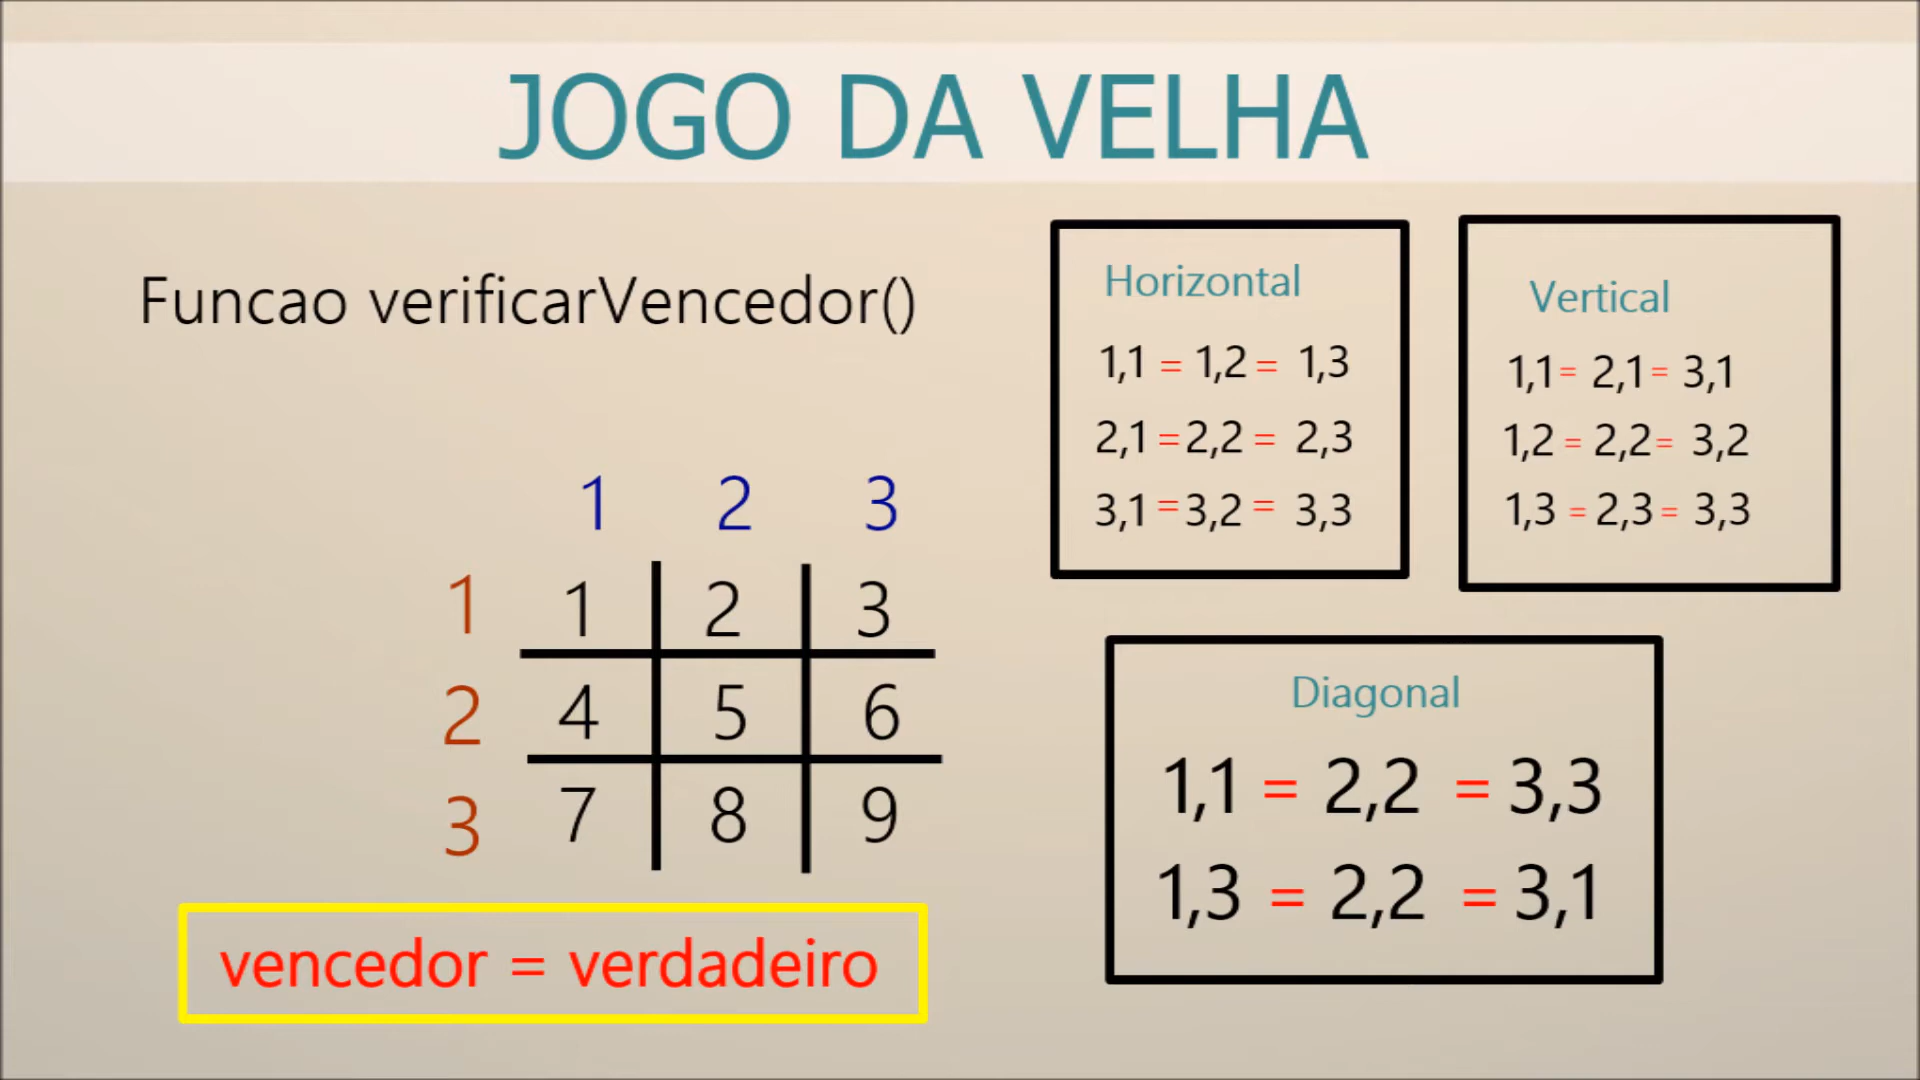 JOGO DA VELHA
Funcao verificarVencedor()
1 2 3
1 1 2 3
2 4 5 6
3 7 8 9
vencedor = verdadeiro
Horizontal
1,1 = 1,2 = 1,3
2,1 = 2,2 = 2,3
3,1 = 3,2 = 3,3
Vertical
1,1 = 2,1 = 3,1
1,2 = 2,2 = 3,2
1,3 = 2,3 = 3,3
Diagonal
1,1 = 2,2 = 3,3
1,3 = 2,2 = 3,1